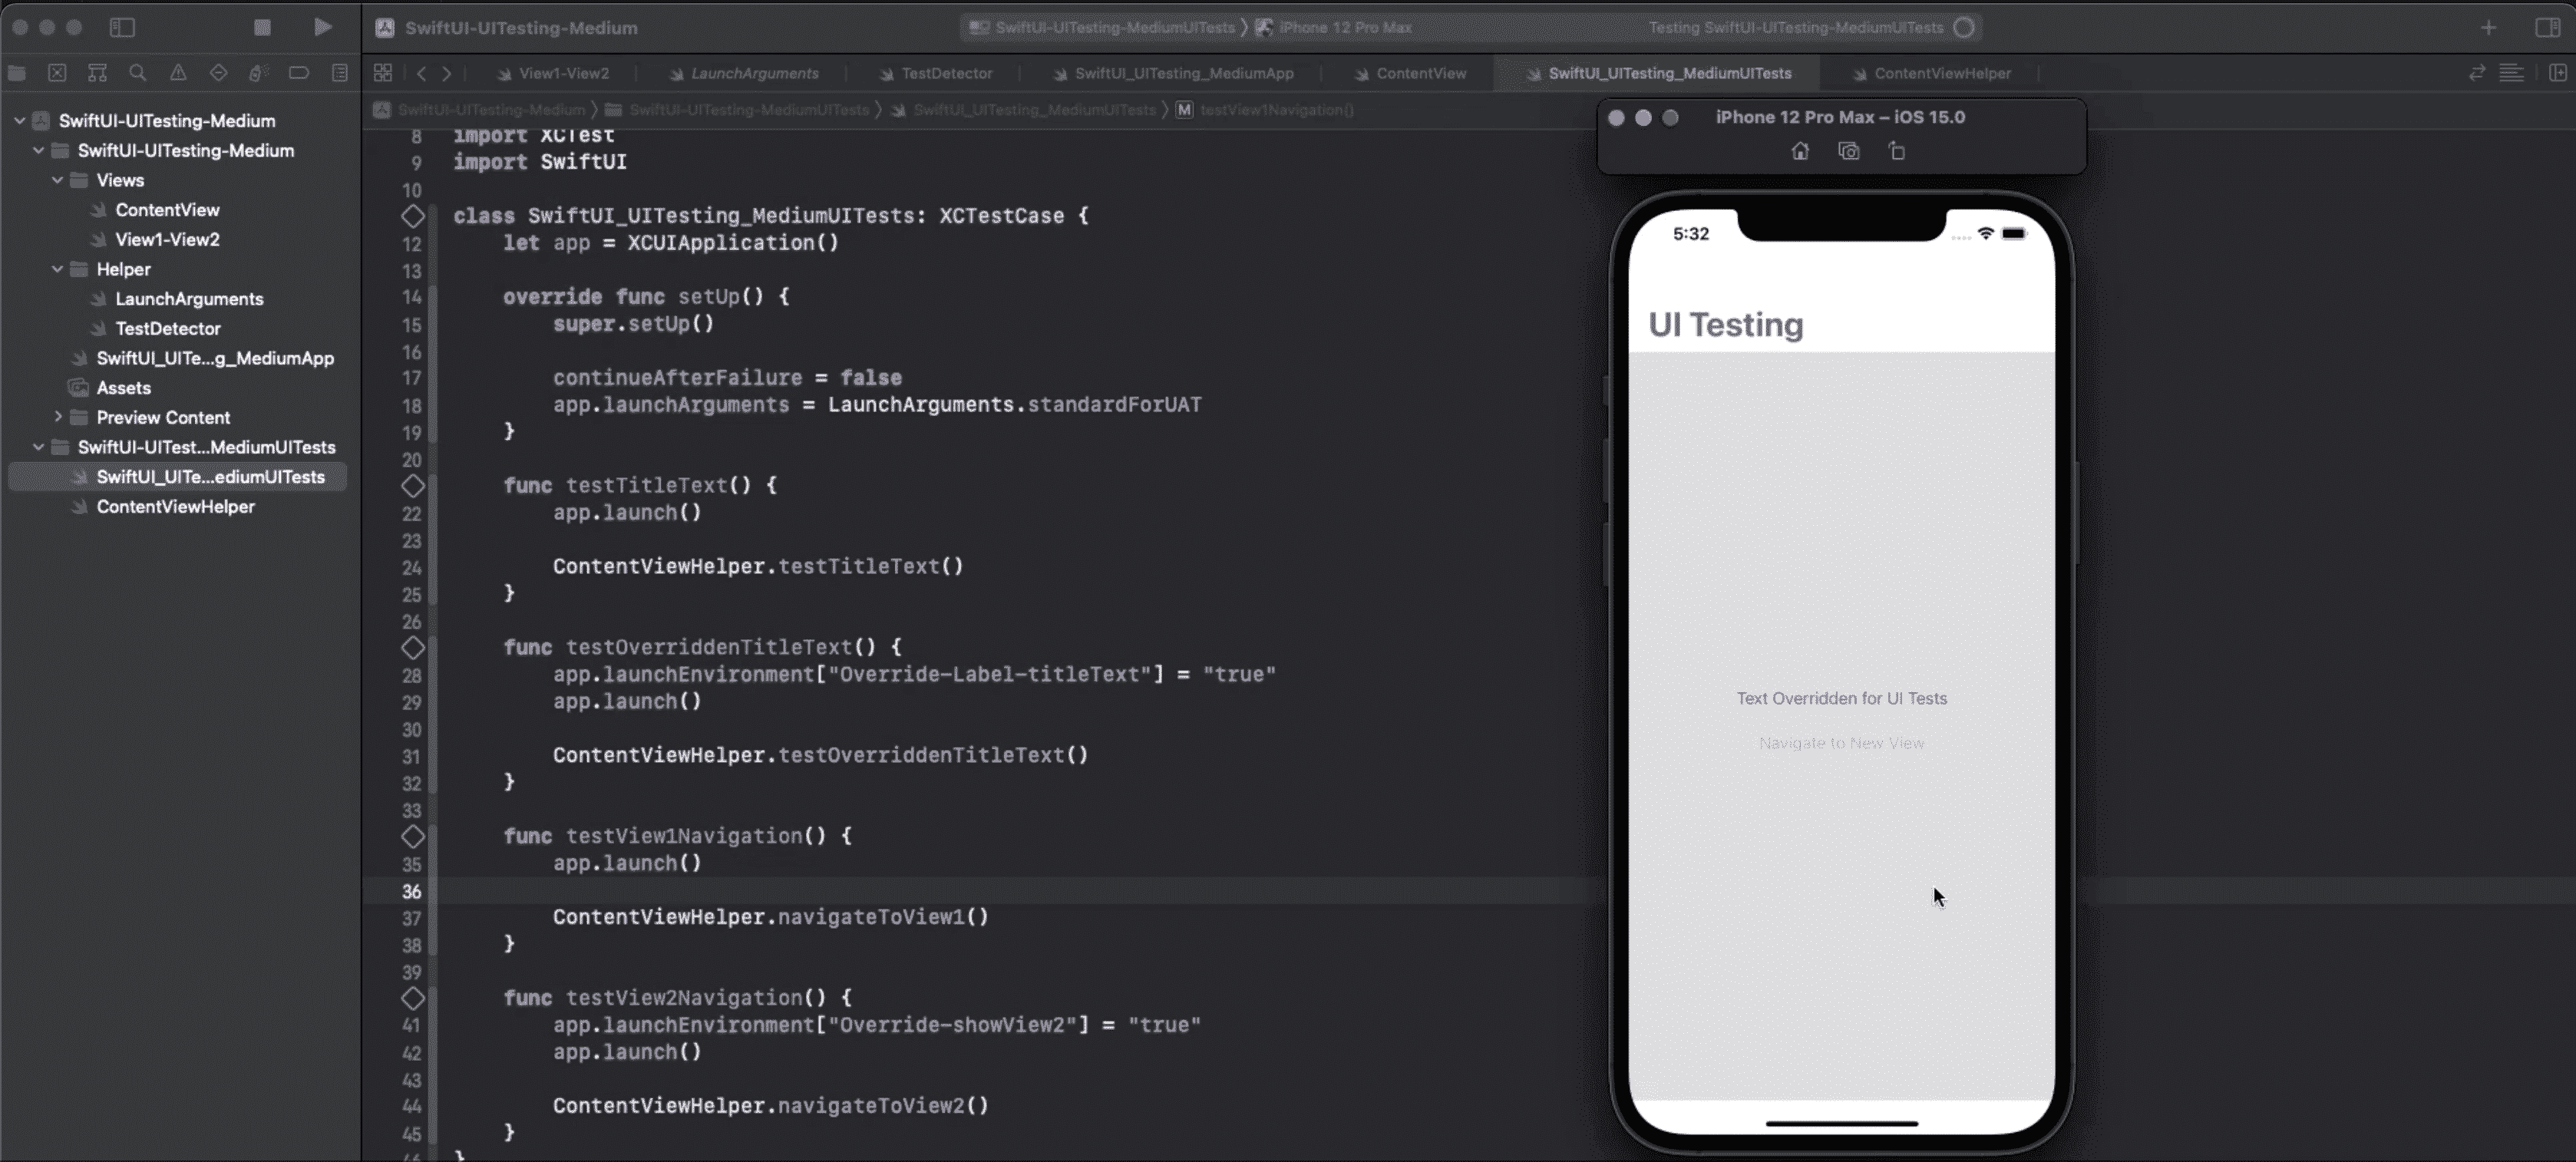 SwiftUI-UITesting-Medium
SwiftUI-UITesting-MediumUITests
iPhone 12 Pro Max
Testing SwiftUI-UITesting-MediumUITests
View1-View2
LaunchArguments
TestDetector
SwiftUI_UITesting_MediumApp
ContentView
SwiftUI_UITesting_MediumUITests
ContentViewHelper
SwiftUI-UITesting-Medium
SwiftUI-UITesting-MediumUITests
SwiftUI_UITesting_MediumUITests
M testView1Navigation()
SwiftUI-UITesting-Medium
SwiftUI-UITesting-Medium
Views
ContentView
View1-View2
Helper
LaunchArguments
TestDetector
SwiftUI_UITe...g_MediumApp
Assets
Preview Content
SwiftUI-UITest...MediumUITests
SwiftUI_UITe...ediumUITests
ContentViewHelper
8 import XCTest
9 import SwiftUI
10
class SwiftUI_UITesting_MediumUITests: XCTestCase {
12 let app = XCUIApplication()
13
14 override func setUp() {
15 super.setUp()
16
17 continueAfterFailure = false
18 app.launchArguments = LaunchArguments.standardForUAT
19 }
20
func testTitleText() {
22 app.launch()
23
24 ContentViewHelper.testTitleText()
25 }
26
func testOverriddenTitleText() {
28 app.launchEnvironment["Override-Label-titleText"] = "true"
29 app.launch()
30
31 ContentViewHelper.testOverriddenTitleText()
32 }
33
func testView1Navigation() {
35 app.launch()
36
37 ContentViewHelper.navigateToView1()
38 }
39
func testView2Navigation() {
41 app.launchEnvironment["Override-showView2"] = "true"
42 app.launch()
43
44 ContentViewHelper.navigateToView2()
45 }
46 }
iPhone 12 Pro Max – iOS 15.0
5:32
UI Testing
Text Overridden for UI Tests
Navigate to New View